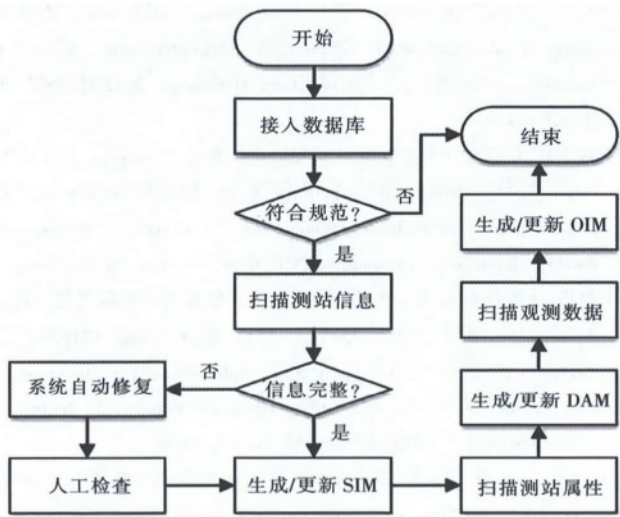 开始
接入数据库
符合规范?
否
是
扫描测站信息
信息完整?
否
是
系统自动修复
人工检查
生成/更新 SIM
扫描测站属性
生成/更新 DAM
扫描观测数据
生成/更新 OIM
结束